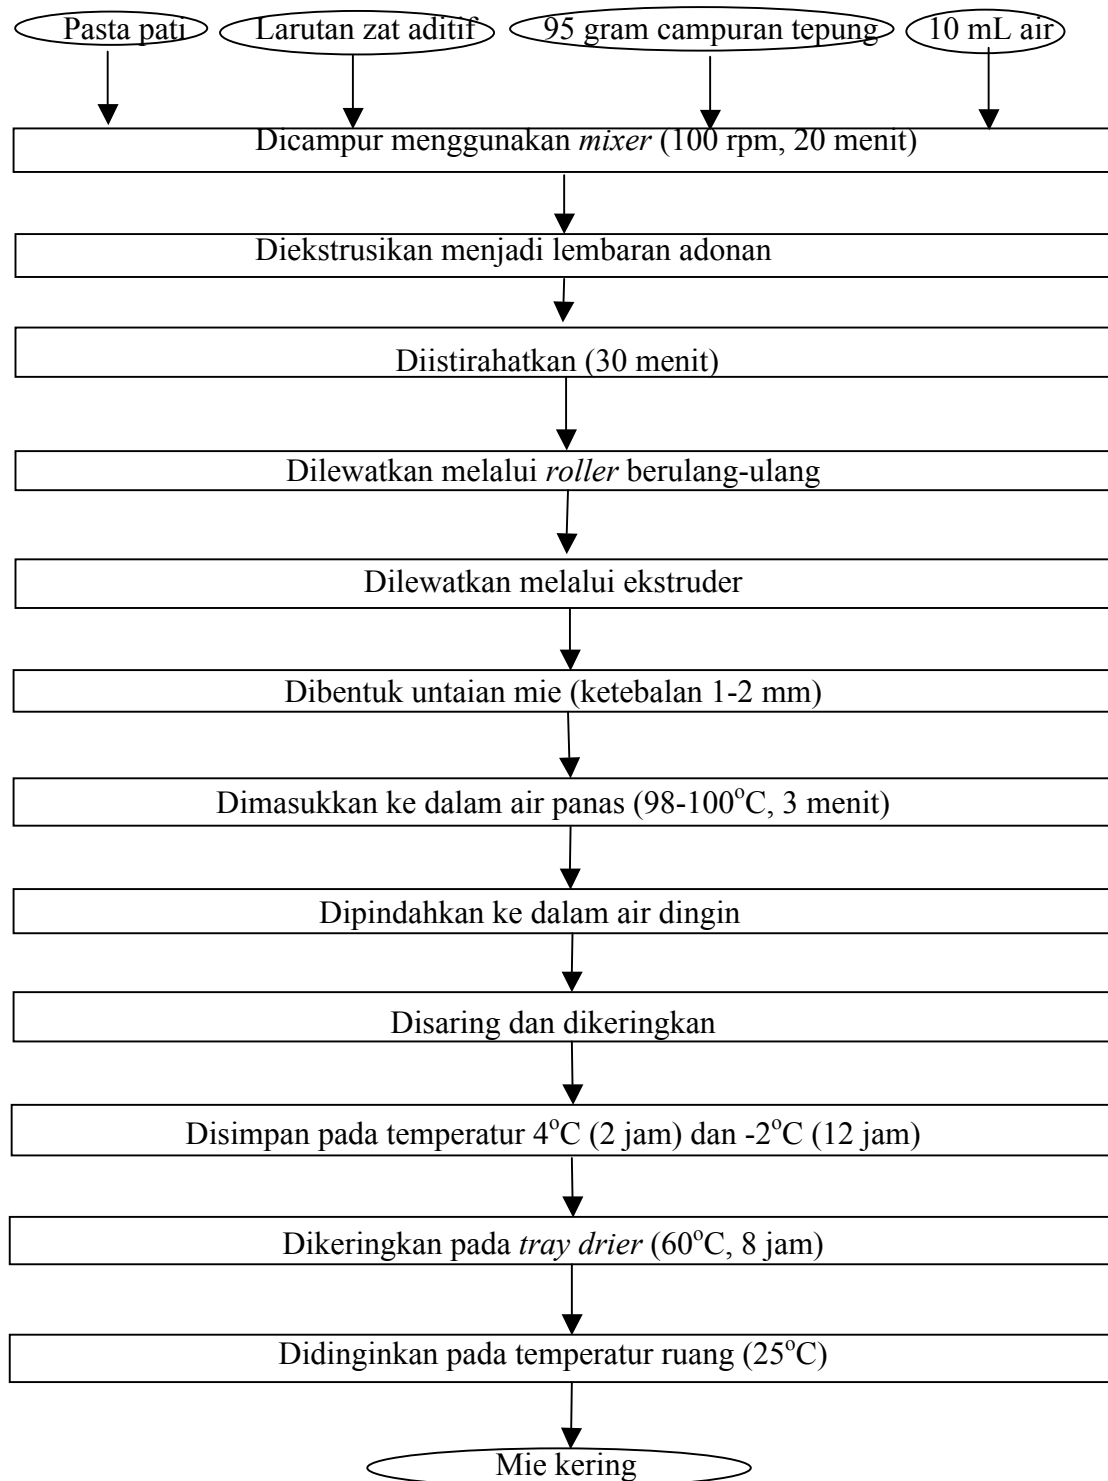 Pasta pati
Larutan zat aditif
95 gram campuran tepung
10 mL air
Dicampur menggunakan mixer (100 rpm, 20 menit)
Diekstrusikan menjadi lembaran adonan
Diistirahatkan (30 menit)
Dilewatkan melalui roller berulang-ulang
Dilewatkan melalui ekstruder
Dibentuk untaian mie (ketebalan 1-2 mm)
Dimasukkan ke dalam air panas (98-100°C, 3 menit)
Dipindahkan ke dalam air dingin
Disaring dan dikeringkan
Disimpan pada temperatur 4°C (2 jam) dan -2°C (12 jam)
Dikeringkan pada tray drier (60°C, 8 jam)
Didinginkan pada temperatur ruang (25°C)
Mie kering